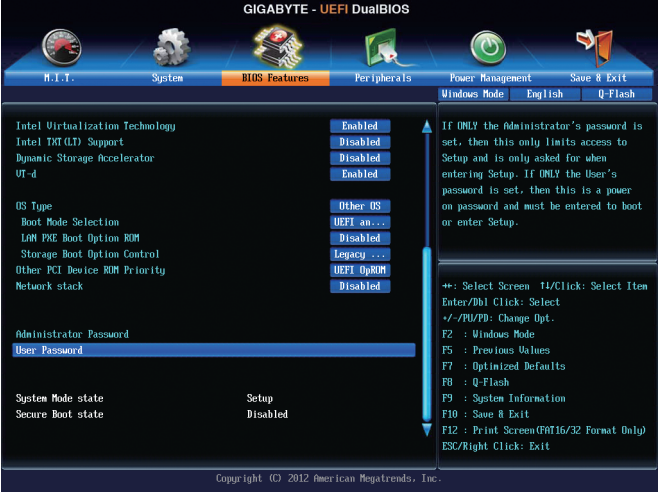 GIGABYTE - UEFI DualBIOS
M.I.T. System BIOS Features Peripherals Power Management Save & Exit
Windows Mode English Q-Flash
Intel Virtualization Technology Enabled
Intel TXT(LT) Support Disabled
Dynamic Storage Accelerator Disabled
VT-d Enabled
OS Type Other OS
Boot Mode Selection UEFI an...
LAN PXE Boot Option ROM Disabled
Storage Boot Option Control Legacy ...
Other PCI Device ROM Priority UEFI OpROM
Network stack Disabled
Administrator Password
User Password
System Mode state Setup
Secure Boot state Disabled
If ONLY the Administrator's password is
set, then this only limits access to
Setup and is only asked for when
entering Setup. If ONLY the User's
password is set, then this is a power
on password and must be entered to boot
or enter Setup.
↔: Select Screen ↑↓/Click: Select Item
Enter/Dbl Click: Select
+/-/PU/PD: Change Opt.
F2 : Windows Mode
F5 : Previous Values
F7 : Optimized Defaults
F8 : Q-Flash
F9 : System Information
F10 : Save & Exit
F12 : Print Screen(FAT16/32 Format Only)
ESC/Right Click: Exit
Copyright (C) 2012 American Megatrends, Inc.